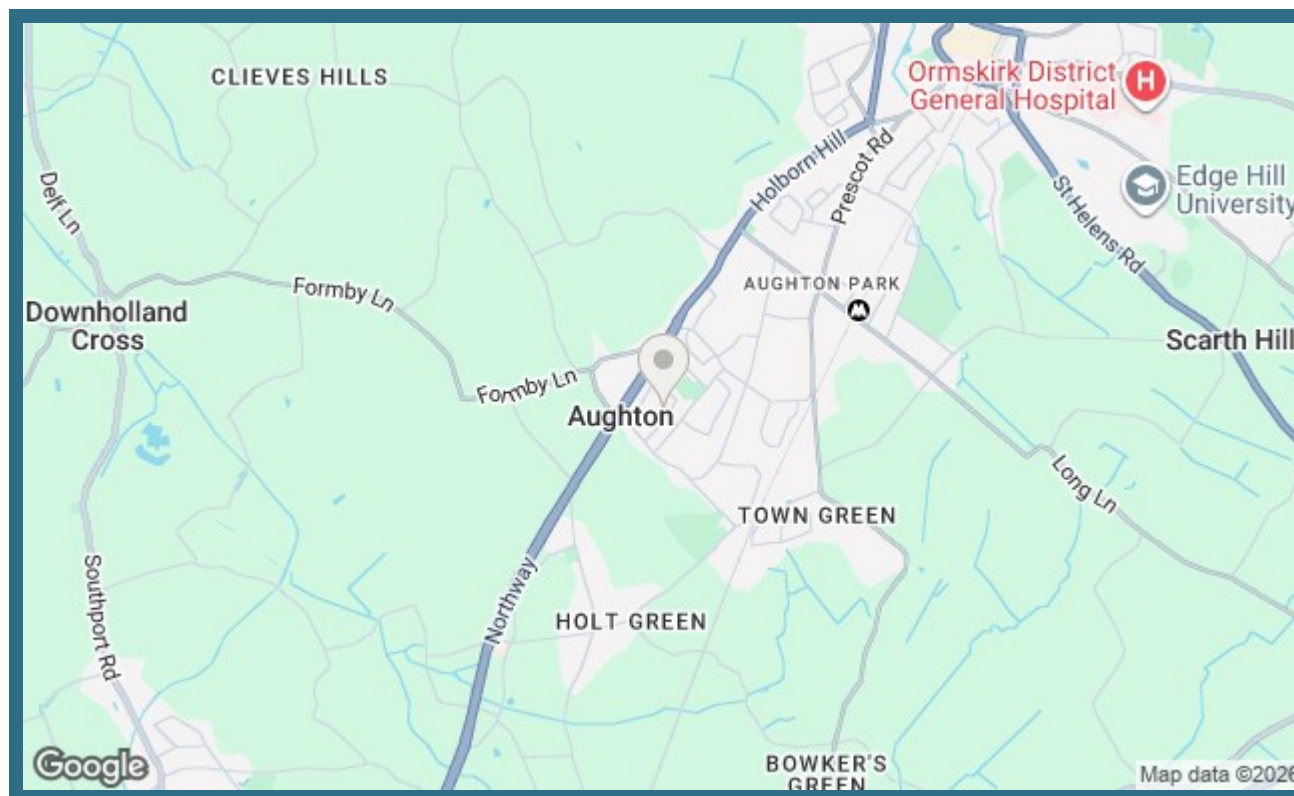 CLIEVES HILLS
Ormskirk District
General Hospital
H
Holborn Hill
Prescot Rd
Edge Hill
University
St Helens Rd
Deff Ln
Formby Ln
AUGHTON PARK
Downholland
Cross
Scarth Hill
Formby Ln
Aughton
Long Ln
TOWN GREEN
Southport Rd
Northway
HOLT GREEN
BOWKER'S
GREEN
Google
Map data ©2026